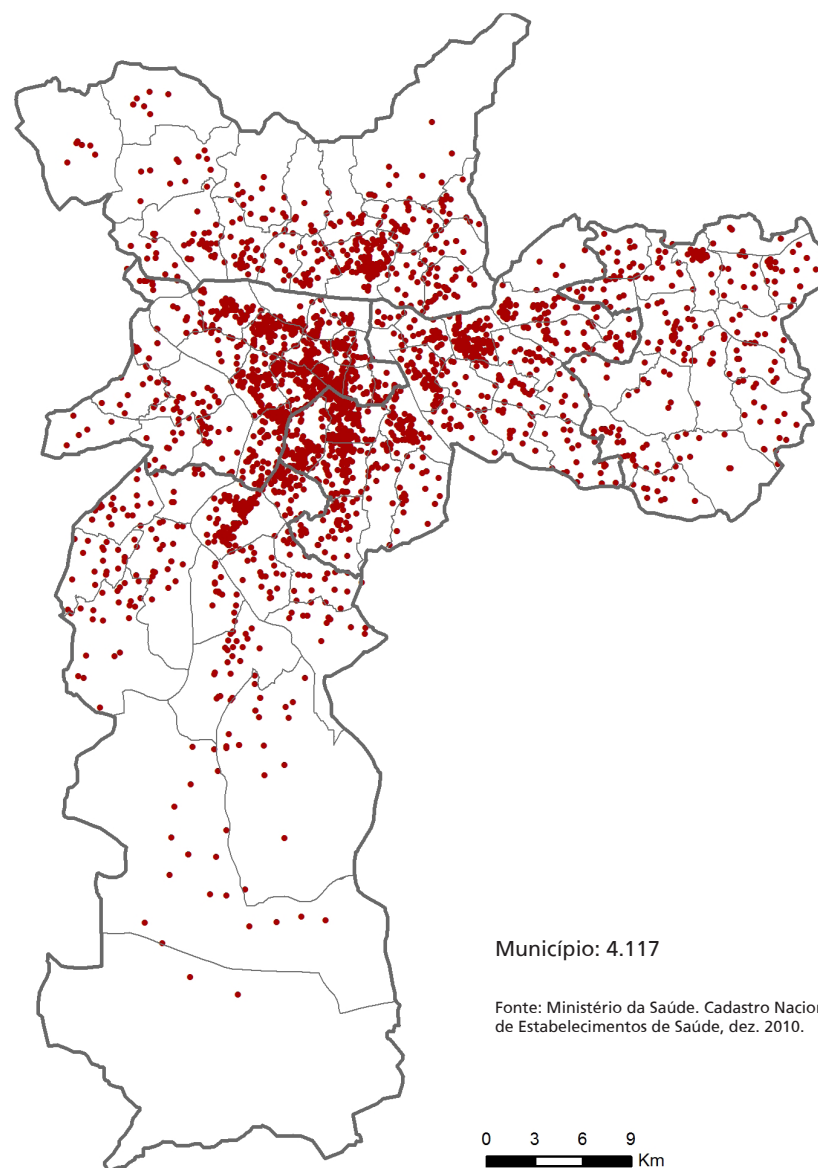 Município: 4.117
Fonte: Ministério da Saúde. Cadastro Nacion
de Estabelecimentos de Saúde, dez. 2010.
0 3 6 9
Km